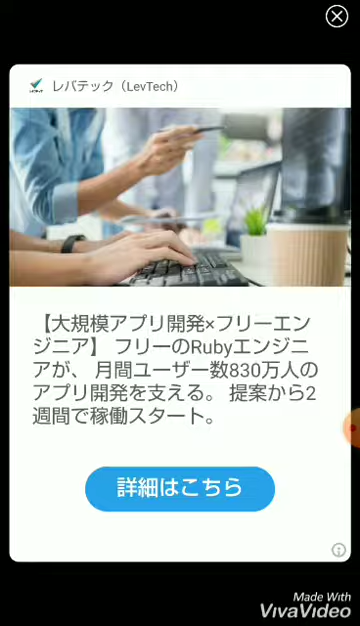 レバテック（LevTech）
【大規模アプリ開発×フリーエン
ジニア】 フリーのRubyエンジニ
アが、 月間ユーザー数830万人の
アプリ開発を支える。 提案から2
週間で稼働スタート。
詳細はこちら
Made With
VivaVideo